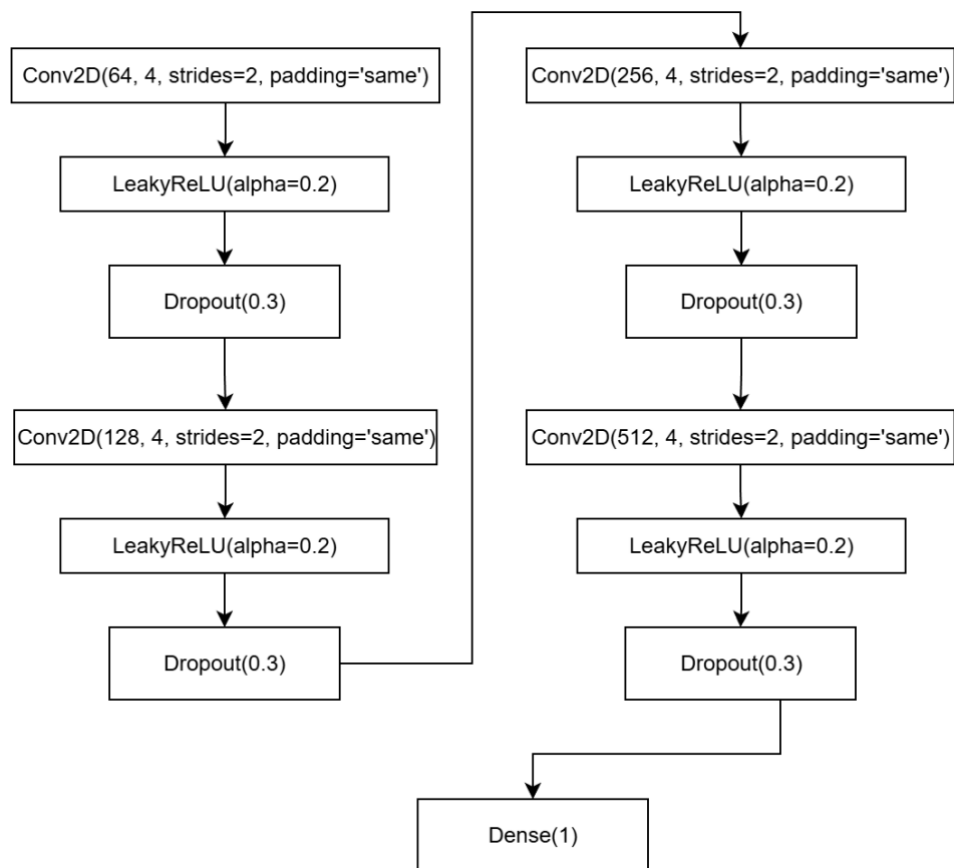 Conv2D(64, 4, strides=2, padding='same')
LeakyReLU(alpha=0.2)
Dropout(0.3)
Conv2D(128, 4, strides=2, padding='same')
LeakyReLU(alpha=0.2)
Dropout(0.3)
Conv2D(256, 4, strides=2, padding='same')
LeakyReLU(alpha=0.2)
Dropout(0.3)
Conv2D(512, 4, strides=2, padding='same')
LeakyReLU(alpha=0.2)
Dropout(0.3)
Dense(1)